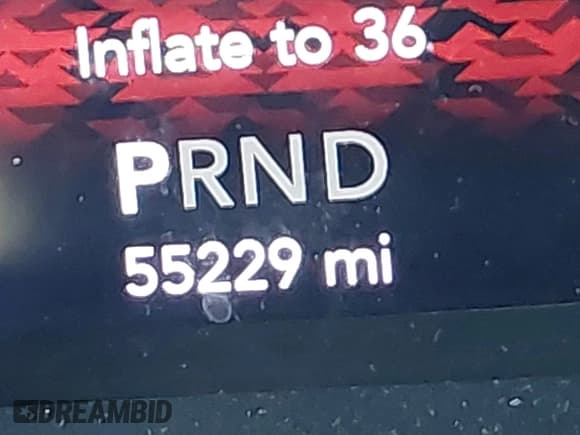 Inflate to 36
PRND
55229 mi
DREAMBID